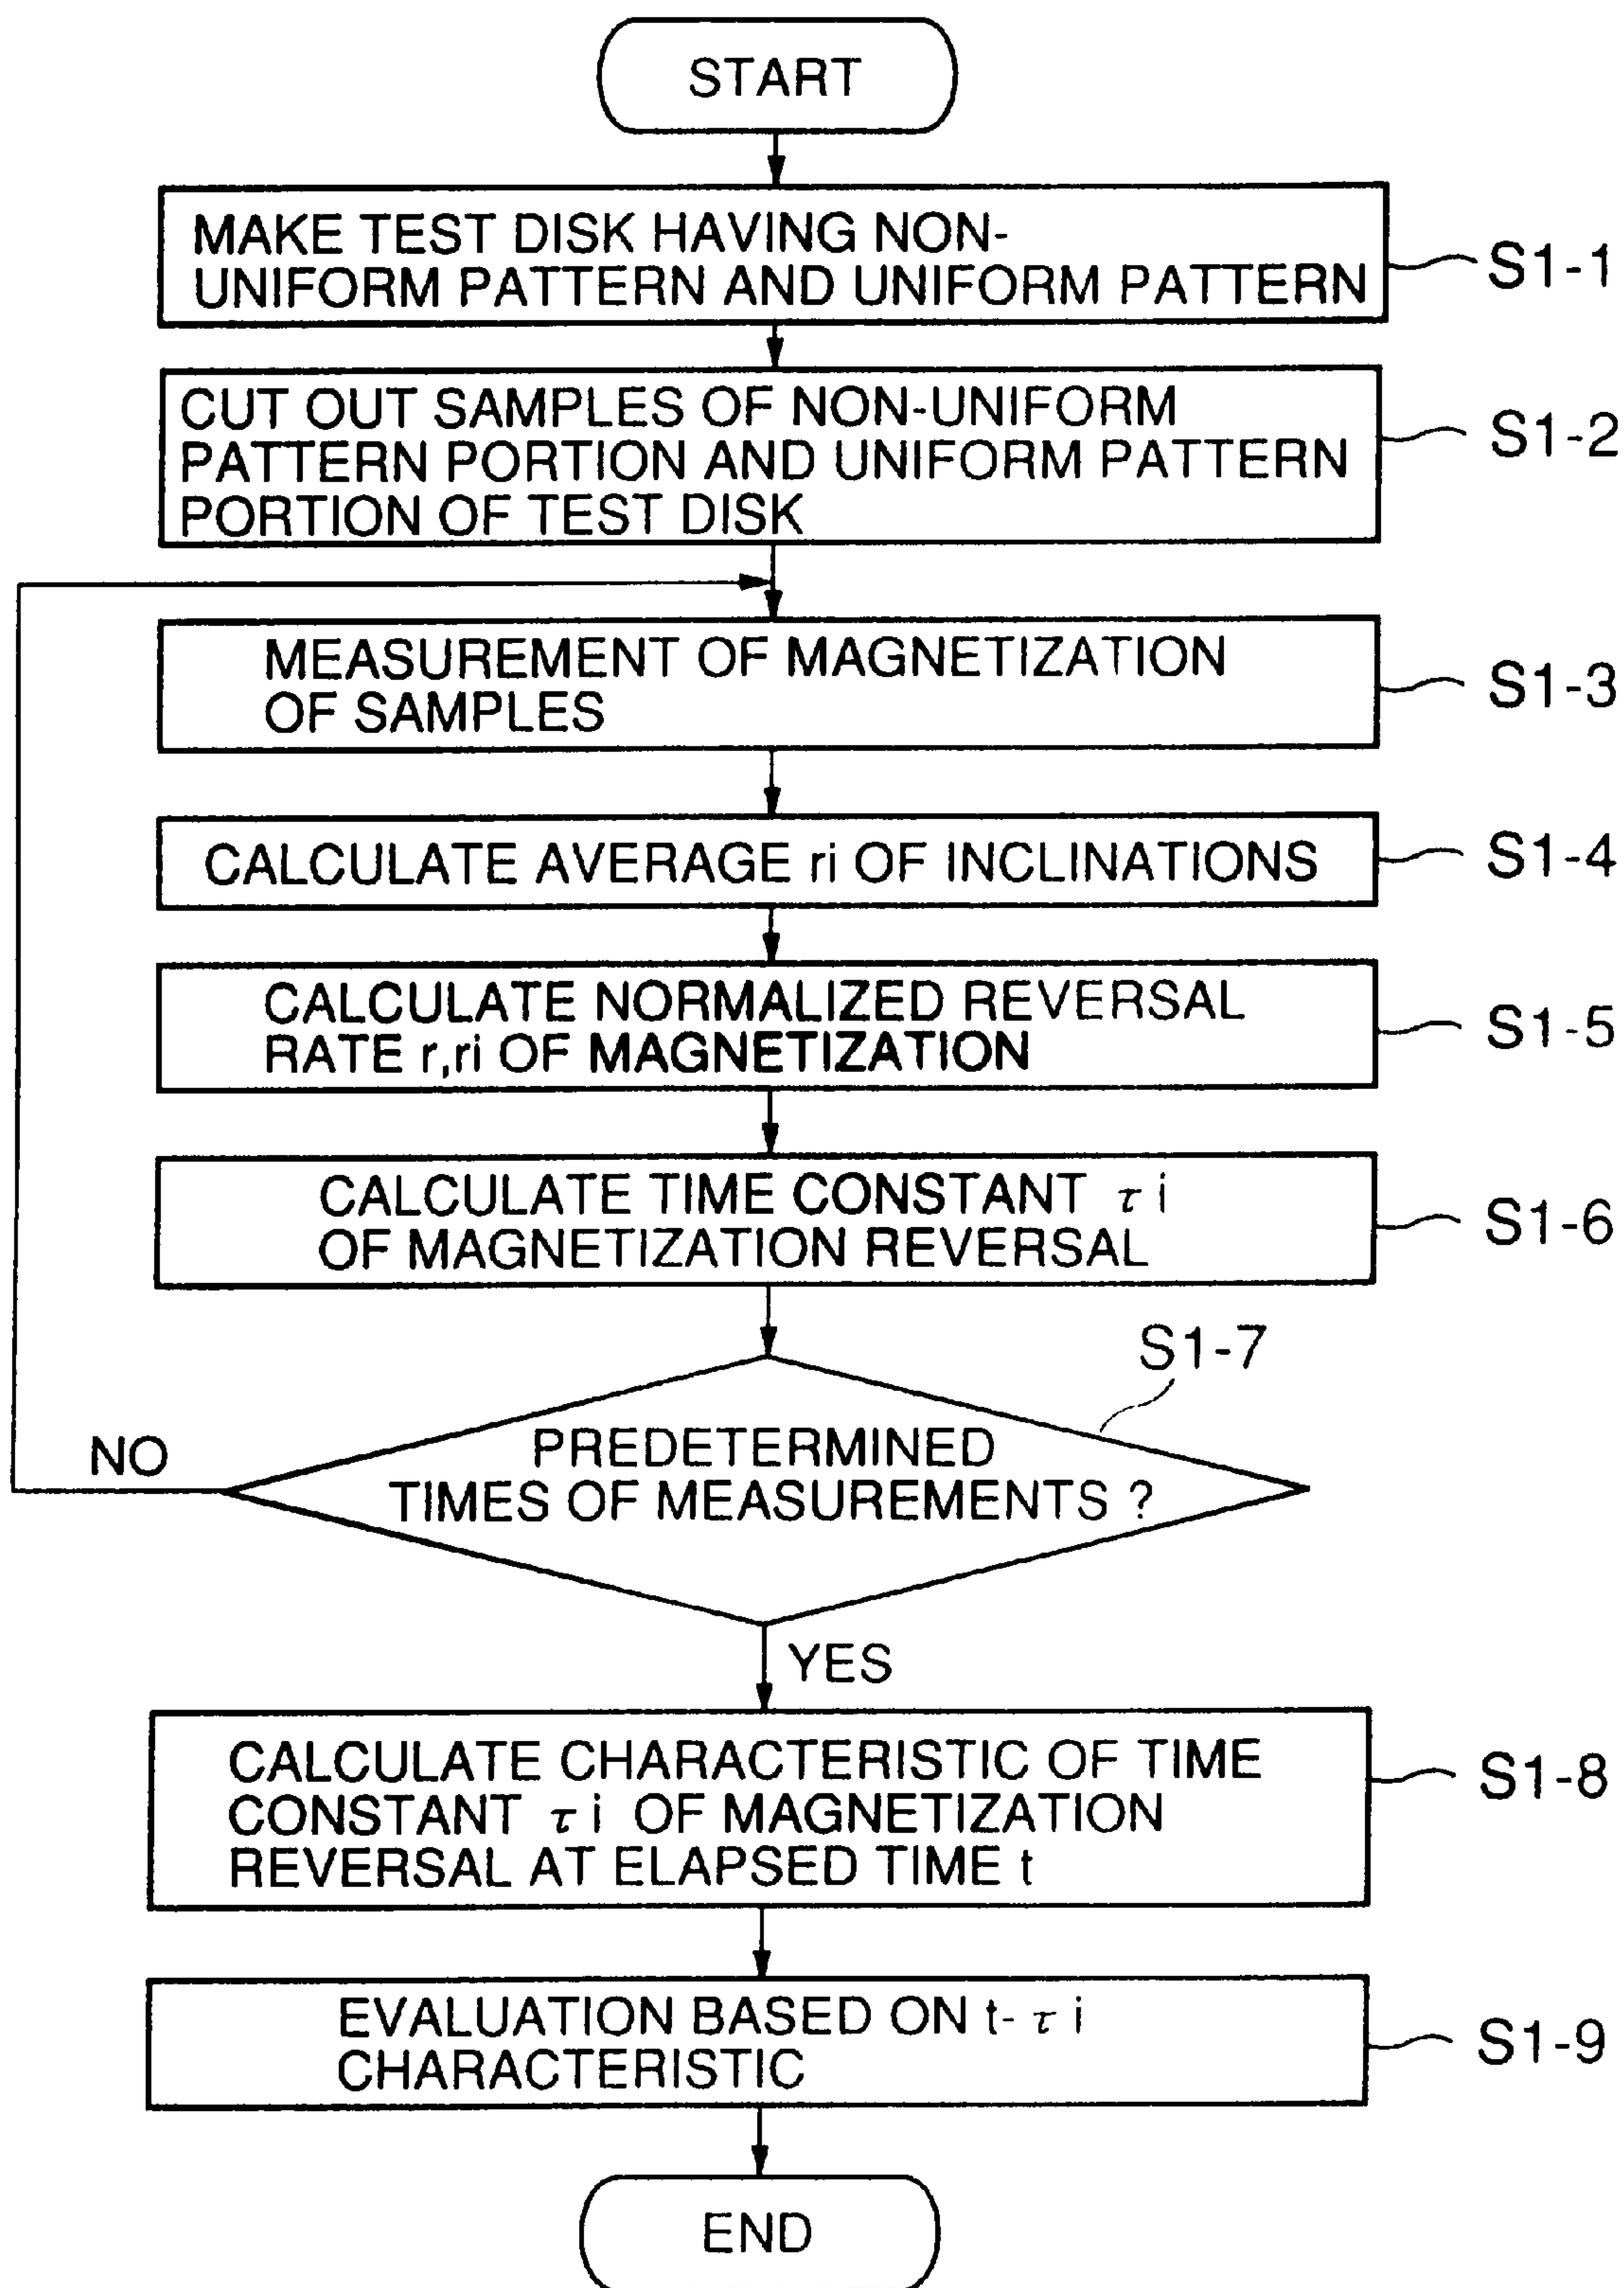 START
MAKE TEST DISK HAVING NON-
UNIFORM PATTERN AND UNIFORM PATTERN
S1-1
CUT OUT SAMPLES OF NON-UNIFORM
PATTERN PORTION AND UNIFORM PATTERN
PORTION OF TEST DISK
S1-2
MEASUREMENT OF MAGNETIZATION
OF SAMPLES
S1-3
CALCULATE AVERAGE ri OF INCLINATIONS
S1-4
CALCULATE NORMALIZED REVERSAL
RATE r,ri OF MAGNETIZATION
S1-5
CALCULATE TIME CONSTANT τ i
OF MAGNETIZATION REVERSAL
S1-6
S1-7
PREDETERMINED
TIMES OF MEASUREMENTS ?
NO
YES
CALCULATE CHARACTERISTIC OF TIME
CONSTANT τ i OF MAGNETIZATION
REVERSAL AT ELAPSED TIME t
S1-8
EVALUATION BASED ON t- τ i
CHARACTERISTIC
S1-9
END